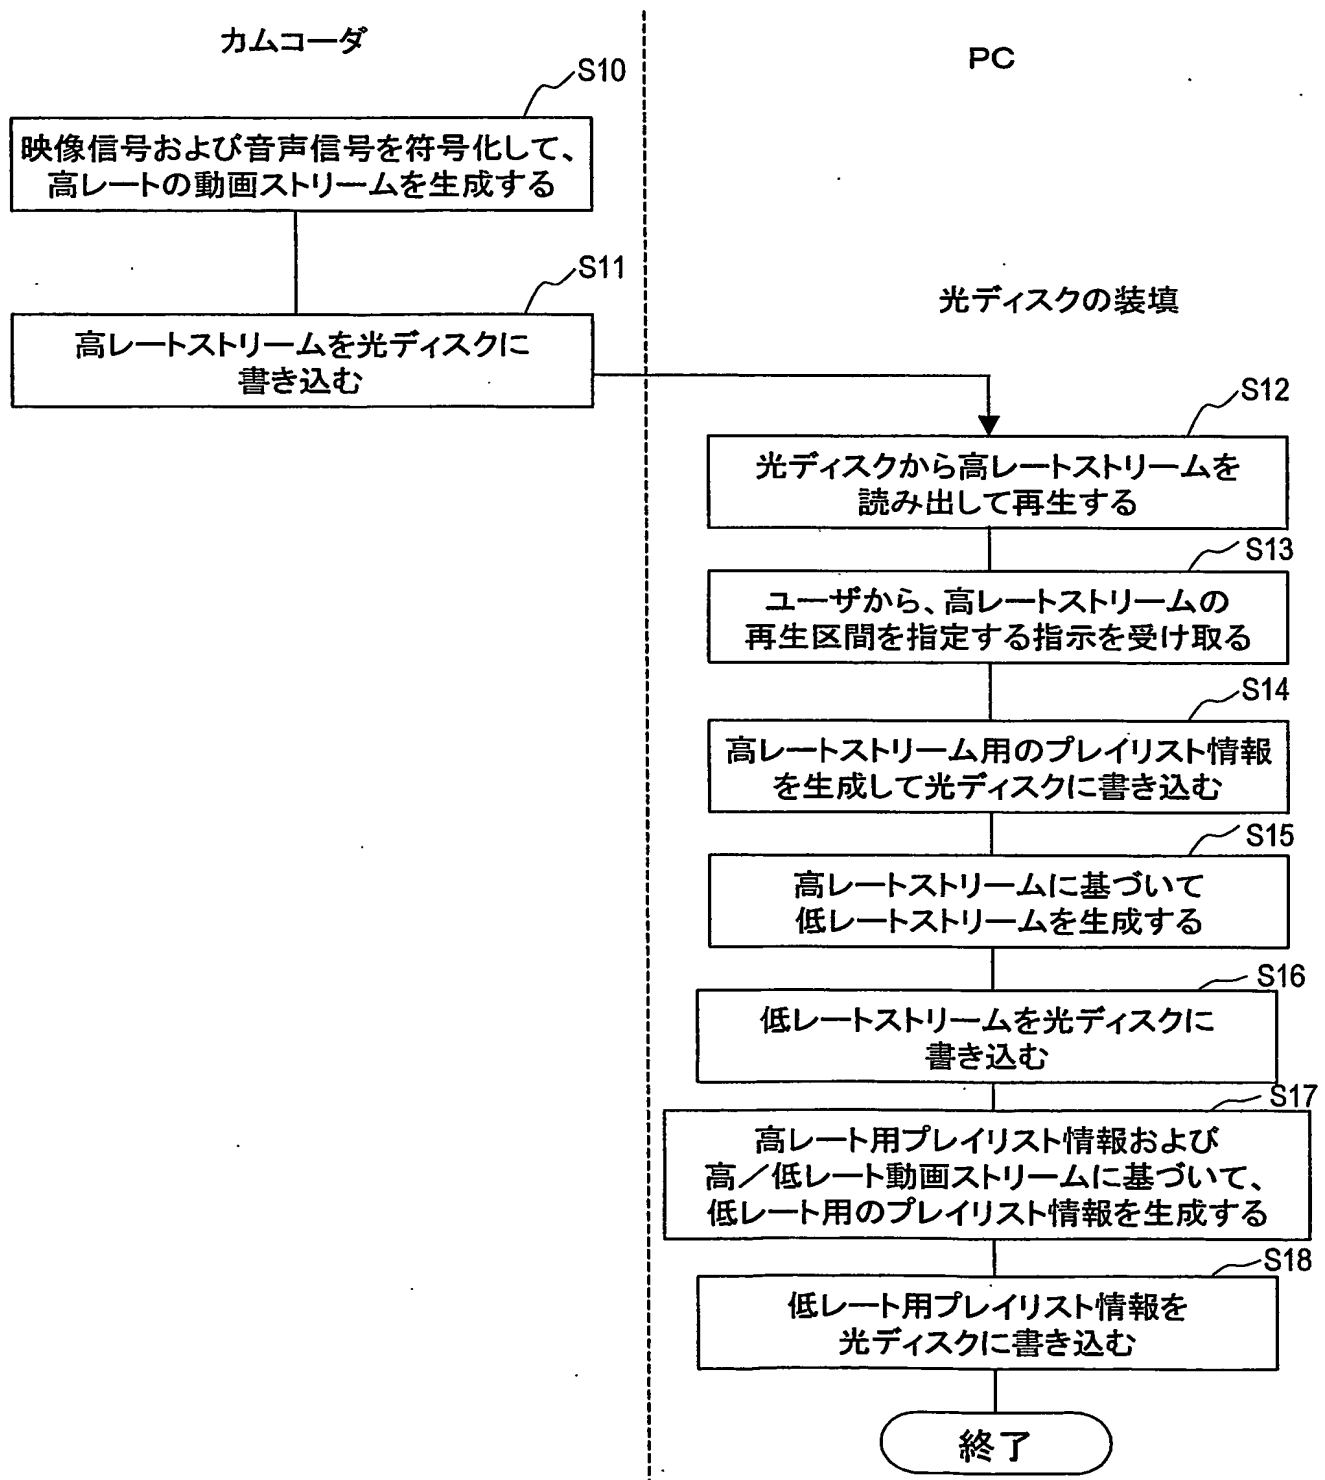 カムコーダ
S10
映像信号および音声信号を符号化して、
高レートの動画ストリームを生成する
S11
高レートストリームを光ディスクに
書き込む
PC
光ディスクの装填
S12
光ディスクから高レートストリームを
読み出して再生する
S13
ユーザから、高レートストリームの
再生区間を指定する指示を受け取る
S14
高レートストリーム用のプレイリスト情報
を生成して光ディスクに書き込む
S15
高レートストリームに基づいて
低レートストリームを生成する
S16
低レートストリームを光ディスクに
書き込む
S17
高レート用プレイリスト情報および
高／低レート動画ストリームに基づいて、
低レート用のプレイリスト情報を生成する
S18
低レート用プレイリスト情報を
光ディスクに書き込む
終了